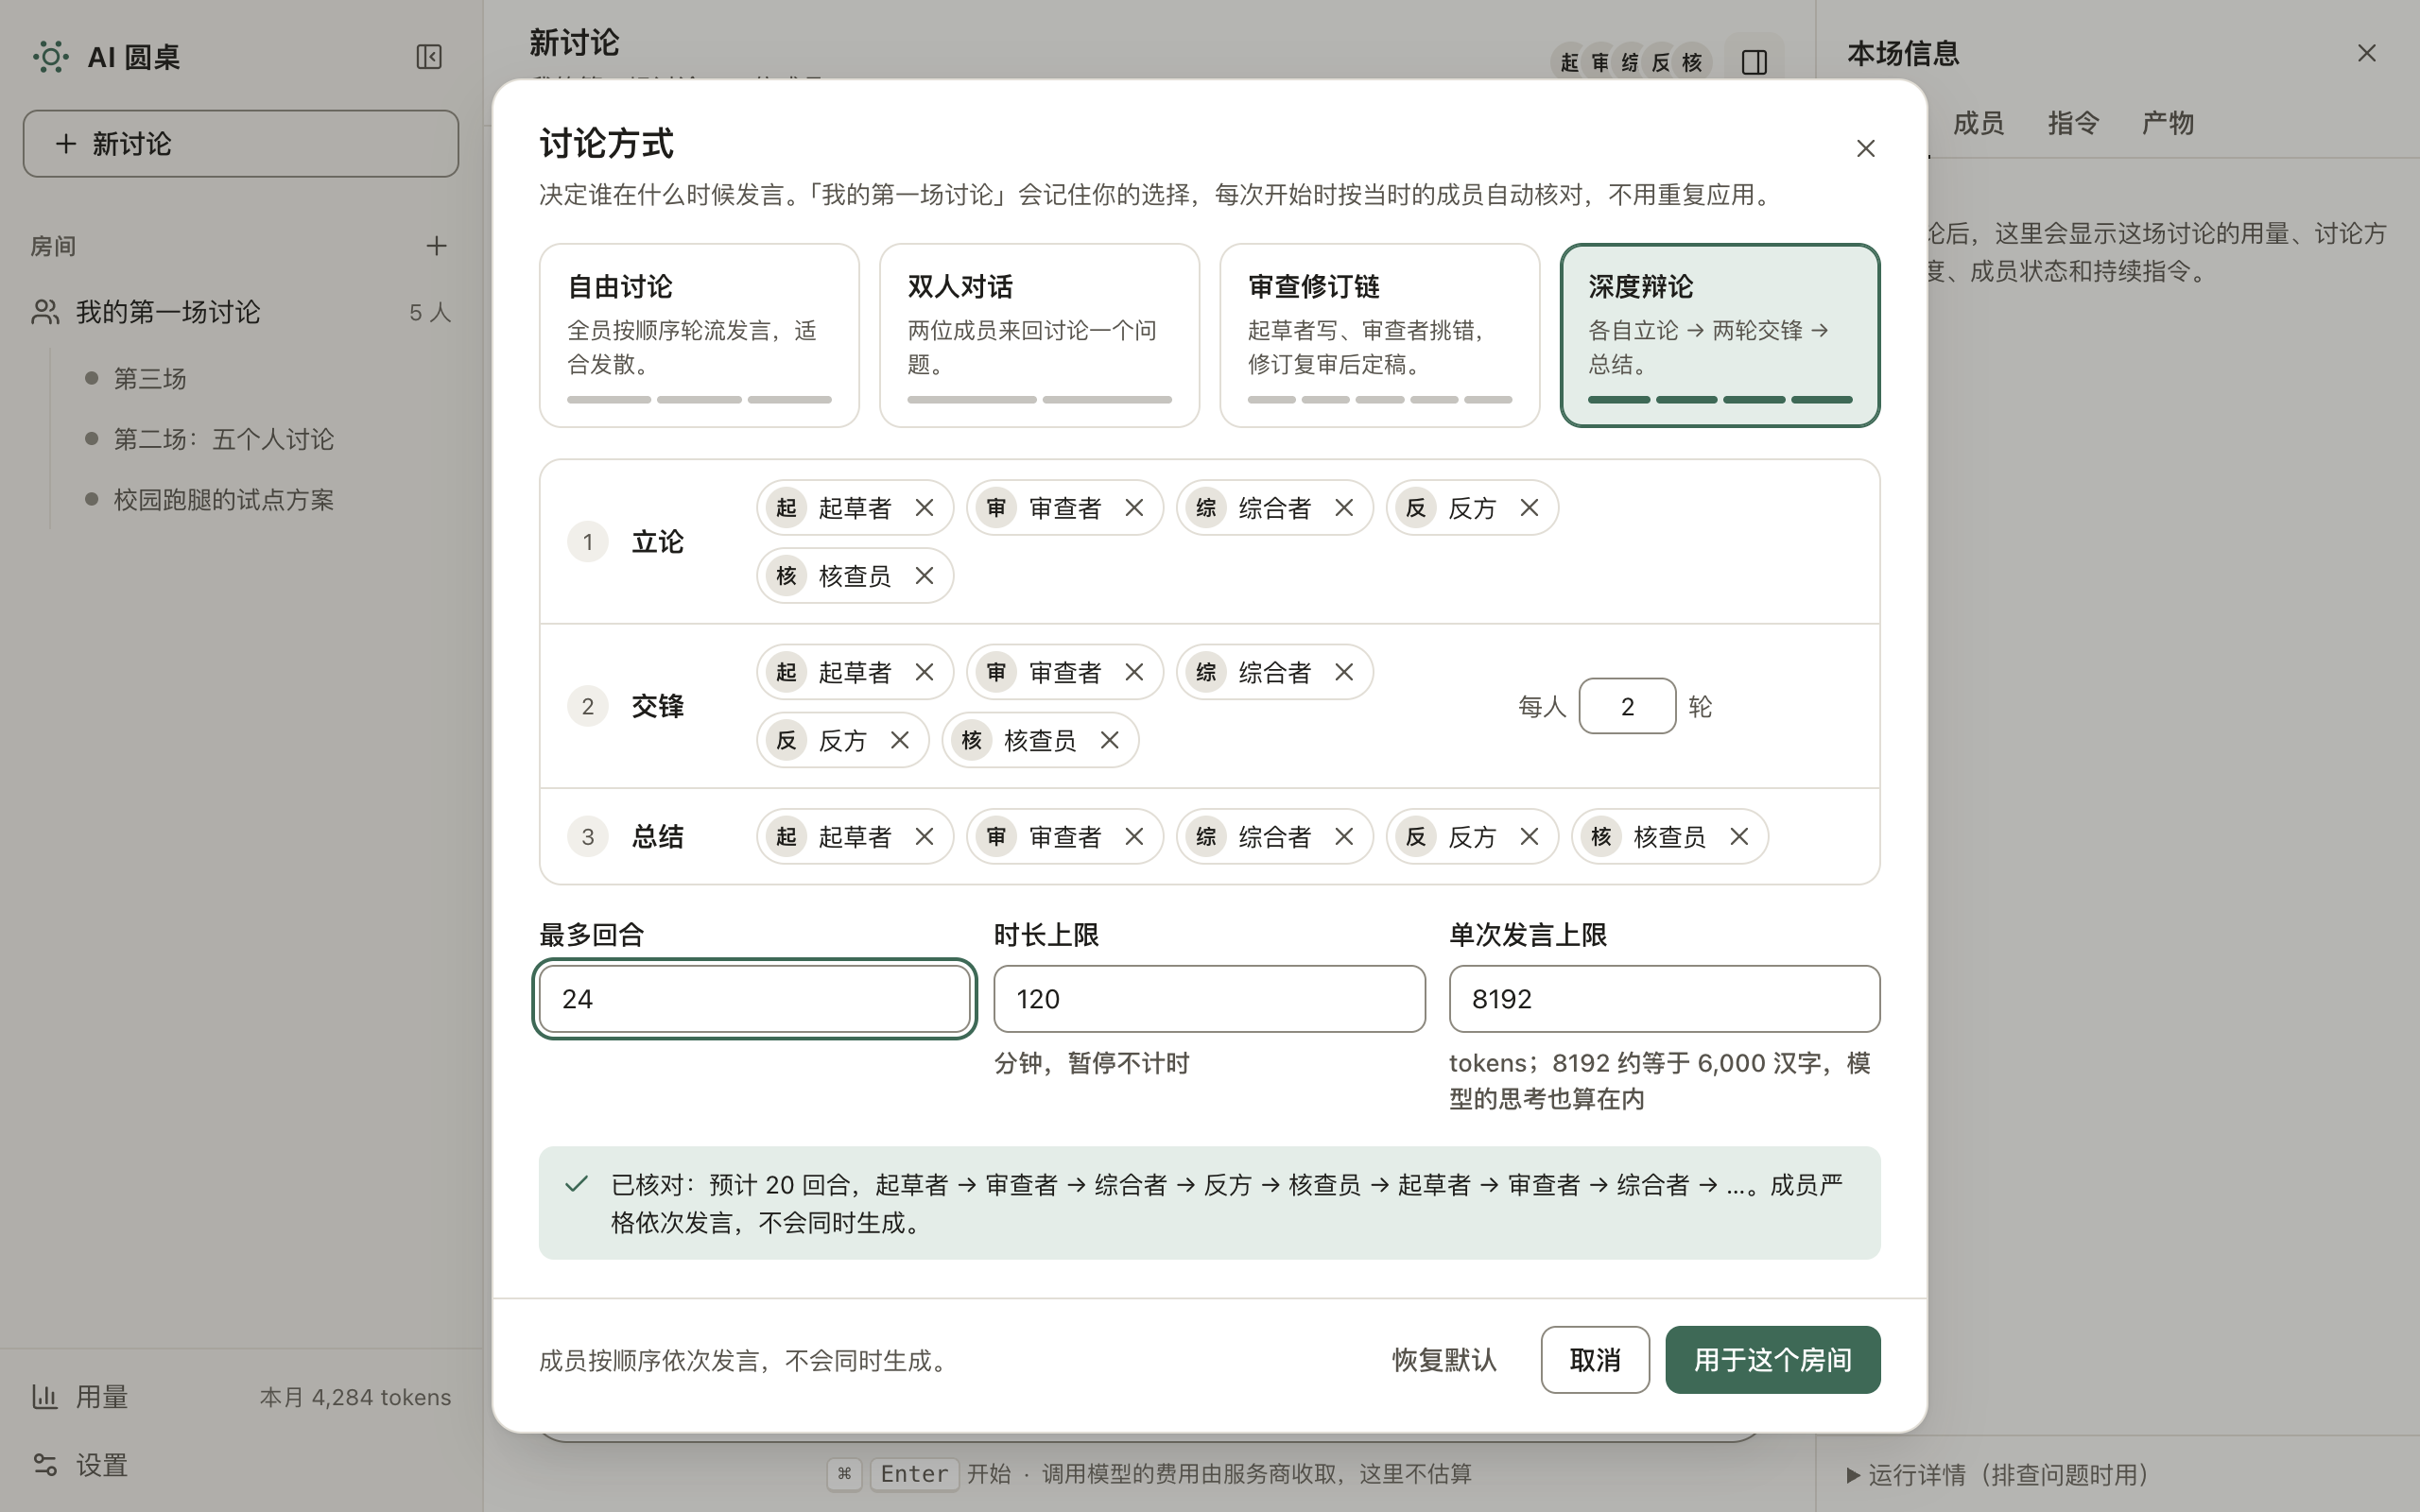 AI 圆桌
新讨论
房间
我的第一场讨论
5 人
第三场
第二场：五个人讨论
校园跑腿的试点方案
用量
本月 4,284 tokens
设置
新讨论
起 审 综 反 核
本场信息
成员 指令 产物
论后，这里会显示这场讨论的用量、讨论方
度、成员状态和持续指令。
讨论方式
决定谁在什么时候发言。「我的第一场讨论」会记住你的选择，每次开始时按当时的成员自动核对，不用重复应用。
自由讨论
全员按顺序轮流发言，适
合发散。
双人对话
两位成员来回讨论一个问
题。
审查修订链
起草者写、审查者挑错，
修订复审后定稿。
深度辩论
各自立论 → 两轮交锋 →
总结。
1 立论
起 起草者 审 审查者 综 综合者 反 反方
核 核查员
2 交锋
起 起草者 审 审查者 综 综合者
反 反方 核 核查员
每人 2 轮
3 总结
起 起草者 审 审查者 综 综合者 反 反方 核 核查员
最多回合
24
时长上限
120
分钟，暂停不计时
单次发言上限
8192
tokens；8192 约等于 6,000 汉字，模
型的思考也算在内
已核对：预计 20 回合，起草者 → 审查者 → 综合者 → 反方 → 核查员 → 起草者 → 审查者 → 综合者 → …。成员严
格依次发言，不会同时生成。
成员按顺序依次发言，不会同时生成。
恢复默认
取消
用于这个房间
⌘ Enter 开始 · 调用模型的费用由服务商收取，这里不估算
运行详情（排查问题时用）